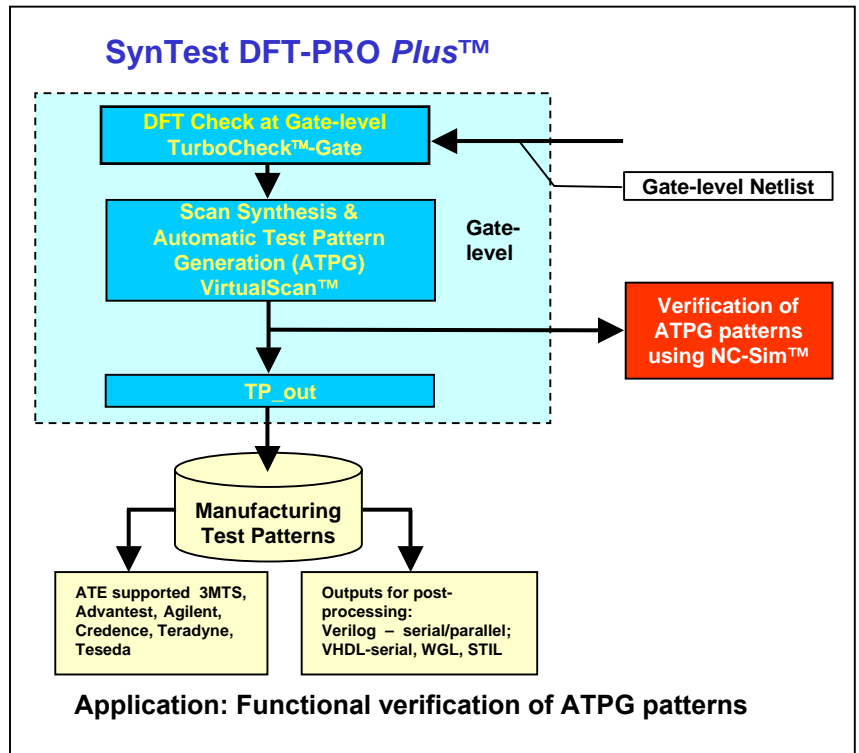 SynTest DFT-PRO Plus™
DFT Check at Gate-level
TurboCheck™-Gate
Gate-level Netlist
Scan Synthesis &
Automatic Test Pattern
Generation (ATPG)
VirtualScan™
Gate-
level
Verification of
ATPG patterns
using NC-Sim™
TP_out
Manufacturing
Test Patterns
ATE supported 3MTS,
Advantest, Agilent,
Credence, Teradyne,
Teseda
Outputs for post-
processing:
Verilog – serial/parallel;
VHDL-serial, WGL, STIL
Application: Functional verification of ATPG patterns